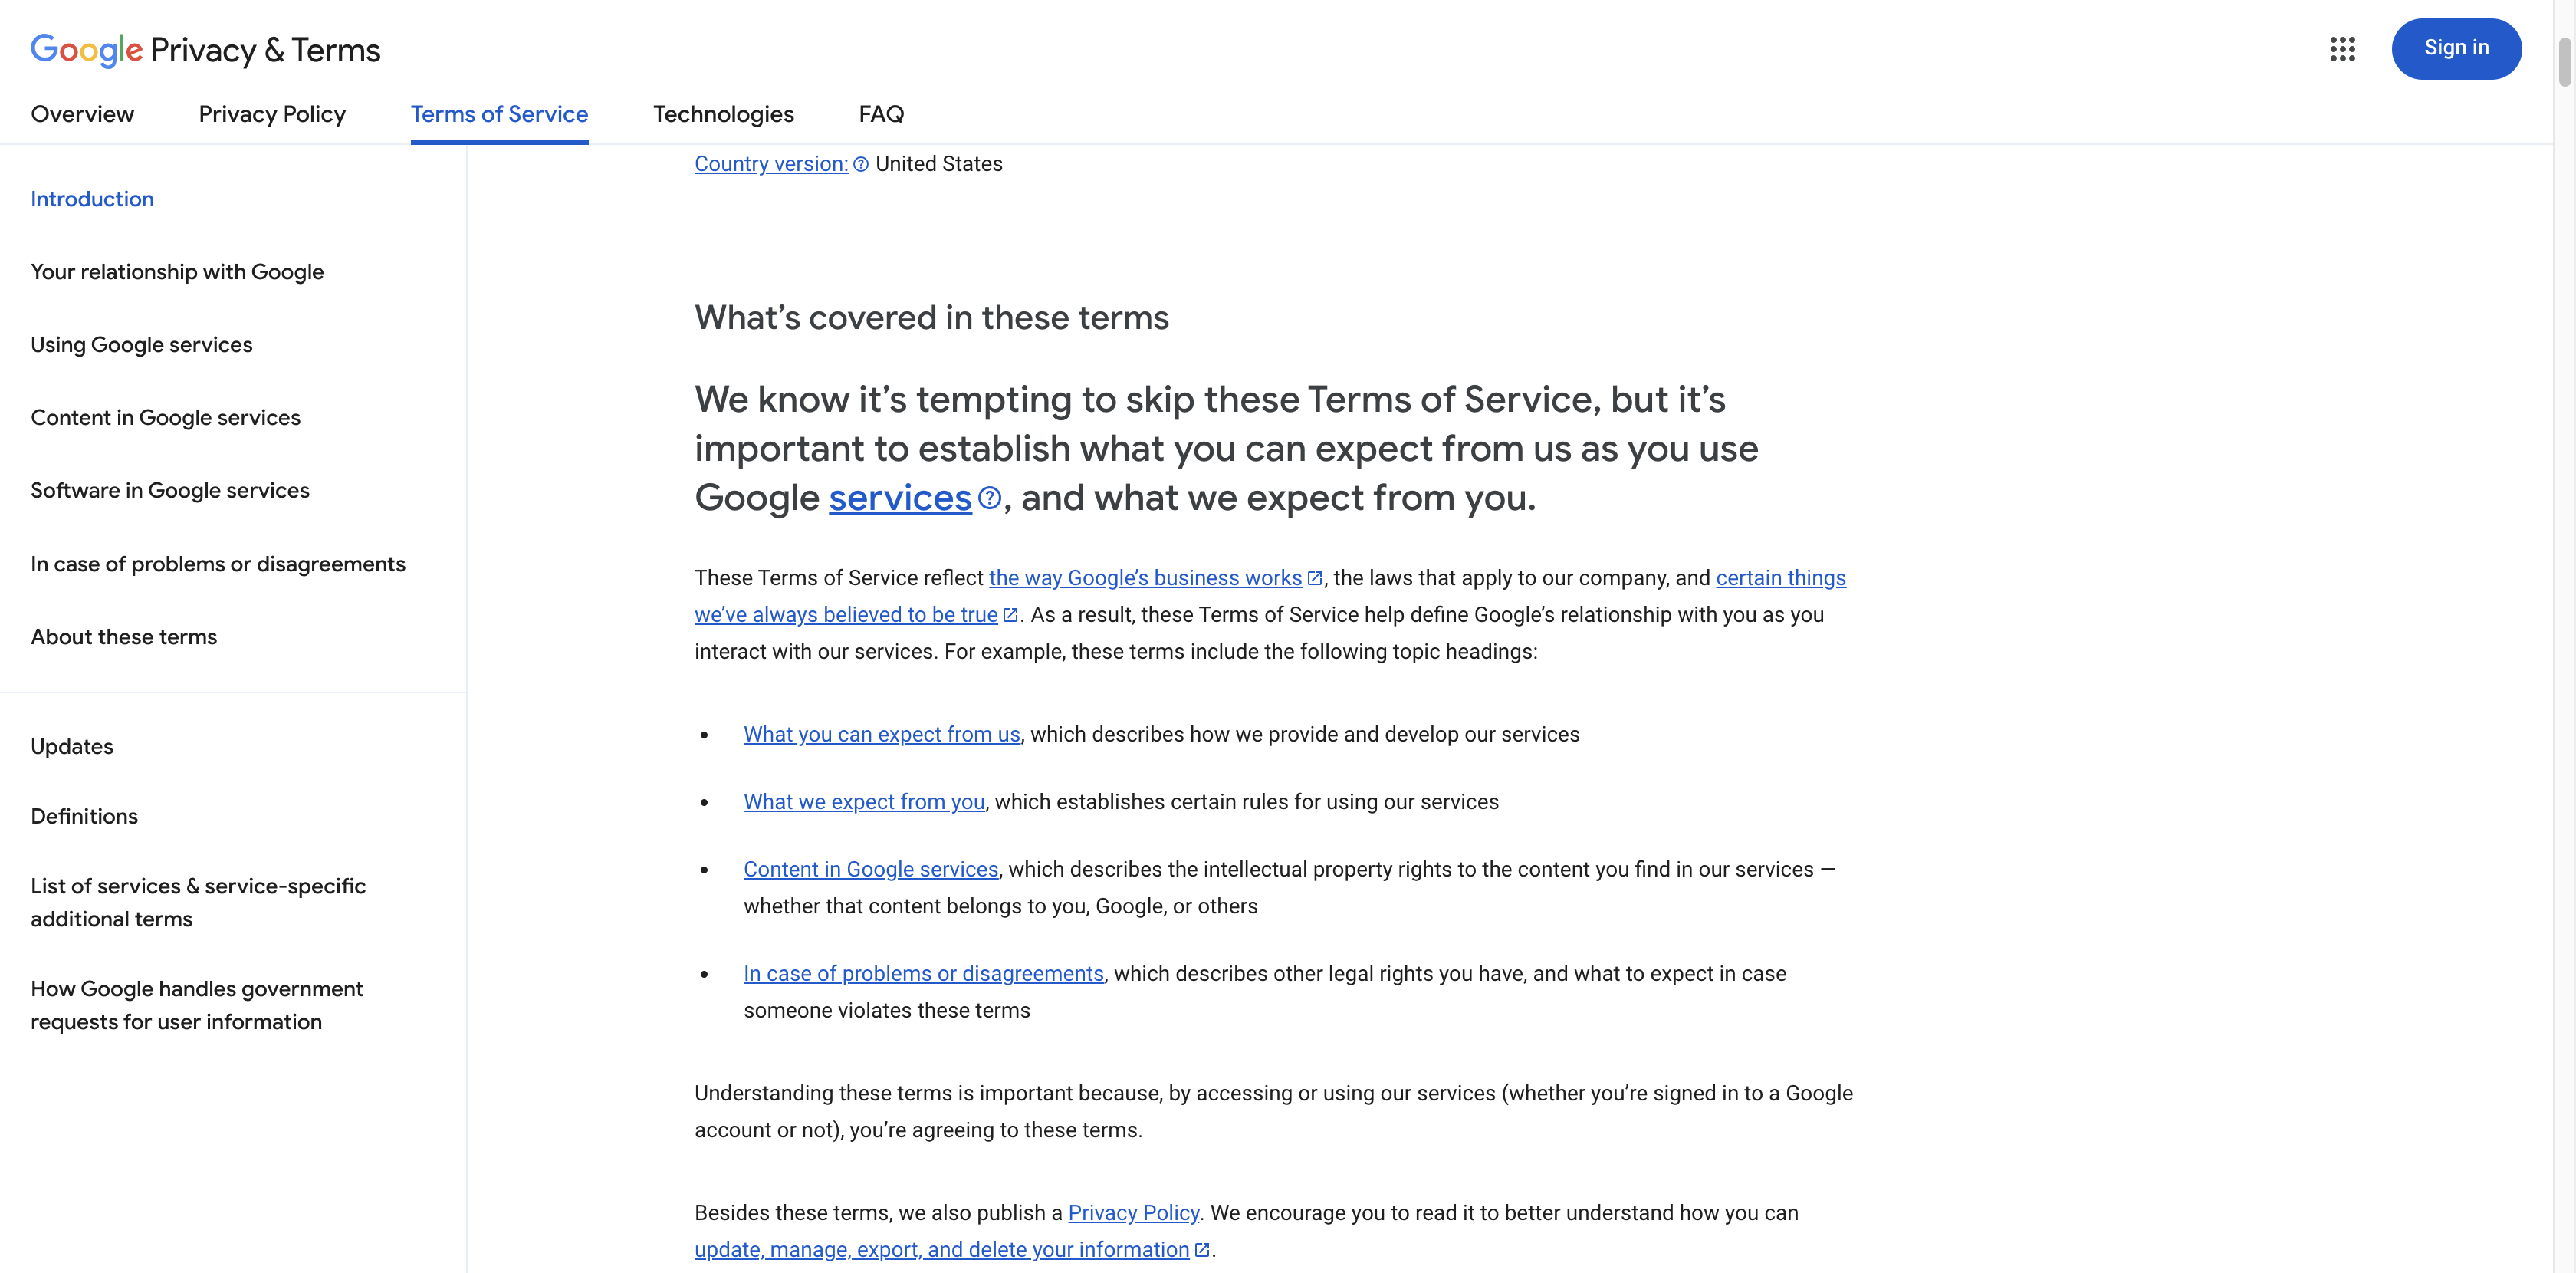 Google Privacy & Terms
Sign in
Overview
Privacy Policy
Terms of Service
Technologies
FAQ
Introduction
Your relationship with Google
Using Google services
Content in Google services
Software in Google services
In case of problems or disagreements
About these terms
Updates
Definitions
List of services & service-specific
additional terms
How Google handles government
requests for user information
Country version: United States
What’s covered in these terms
We know it’s tempting to skip these Terms of Service, but it’s
important to establish what you can expect from us as you use
Google services, and what we expect from you.
These Terms of Service reflect the way Google’s business works, the laws that apply to our company, and certain things
we’ve always believed to be true. As a result, these Terms of Service help define Google’s relationship with you as you
interact with our services. For example, these terms include the following topic headings:
• What you can expect from us, which describes how we provide and develop our services
• What we expect from you, which establishes certain rules for using our services
• Content in Google services, which describes the intellectual property rights to the content you find in our services —
whether that content belongs to you, Google, or others
• In case of problems or disagreements, which describes other legal rights you have, and what to expect in case
someone violates these terms
Understanding these terms is important because, by accessing or using our services (whether you’re signed in to a Google
account or not), you’re agreeing to these terms.
Besides these terms, we also publish a Privacy Policy. We encourage you to read it to better understand how you can
update, manage, export, and delete your information.